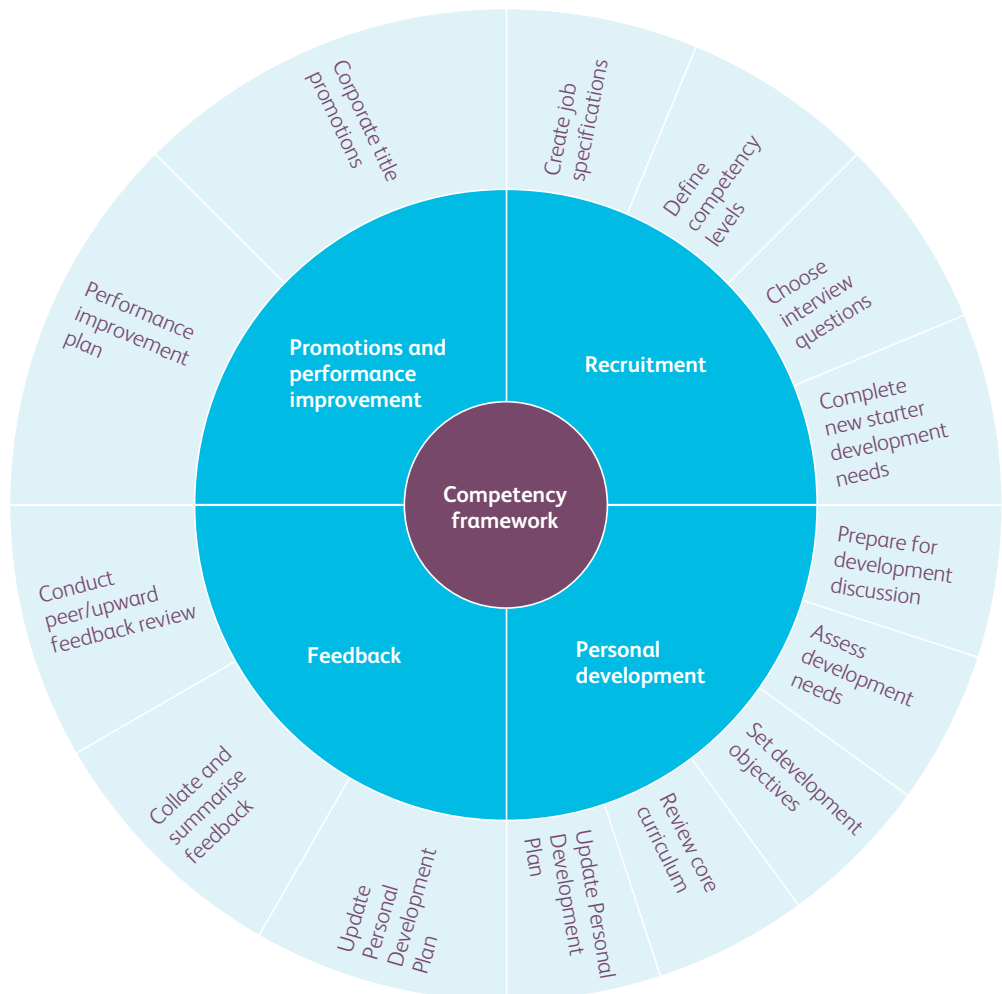 Competency
framework
Recruitment
Create job
specifications
Define
competency
levels
Choose
interview
questions
Complete
new starter
development
needs
Personal
development
Prepare for
development
discussion
Assess
development
needs
Set development
objectives
Review core
curriculum
Update Personal
Development
Plan
Feedback
Update
Personal
Development
Plan
Collate and
summarise
feedback
Conduct
peer/upward
feedback review
Promotions and
performance
improvement
Performance
improvement
plan
Corporate title
promotions